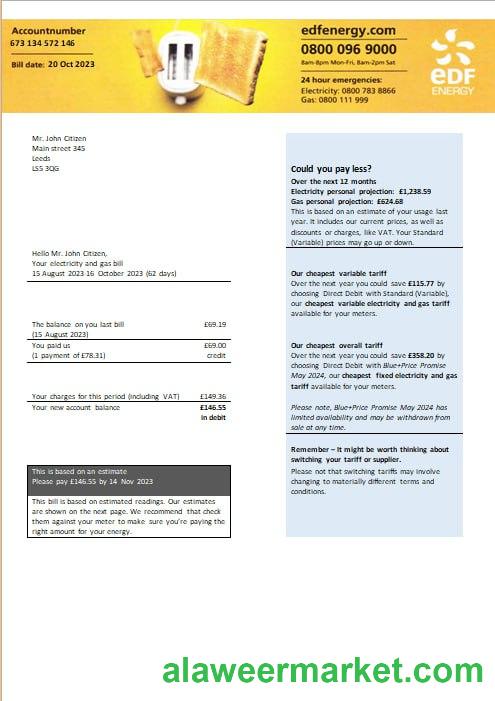 Accountnumber
673 134 572 146
Bill date: 20 Oct 2023
edfenergy.com
0800 096 9000
8am-8pm Mon-Fri, 8am-2pm Sat
24 hour emergencies:
Electricity: 0800 783 8866
Gas: 0800 111 999
eDF
ENERGY
Mr. John Citizen
Main street 345
Leeds
LS5 3QG
Hello Mr. John Citizen,
Your electricity and gas bill
15 August 2023-16 October 2023 (62 days)
The balance on you last bill £69.19
(15 August 2023)
You paid us £69.00
(1 payment of £78.31) credit
Your charges for this period (including VAT) £149.36
Your new account balance £146.55
in debit
This is based on an estimate
Please pay £146.55 by 14 Nov 2023
This bill is based on estimated readings. Our estimates
are shown on the next page. We recommend that check
them against your meter to make sure you're paying the
rightamount for your energy.
Could you pay less?
Over the next 12 months
Electricity personal projection: £1,238.59
Gas personal projection: £624.68
This is based on an estimate of your usage last
year. It includes our current prices, as well as
discounts or charges, like VAT. Your Standard
(Variable) prices may go up or down.
Our cheapest variable tariff
Over the next year you could save £115.77 by
choosing Direct Debit with Standard (Variable),
our cheapest variable electricity and gas tariff
available for your meters.
Our cheapest overall tariff
Over the next year you could save £358.20 by
choosing Direct Debit with Blue+Price Promise
May 2024, our cheapest fixed electricity and gas
tariff available for your meters.
Please note, Blue+Price Promise May 2024 has
limited availability and may be withdrawn from
sale at any time.
Remember – It might be worth thinking about
switching your tariff or supplier.
Please not that switching tariffs may involve
changing to materially different terms and
conditions.
alaweermarket.com